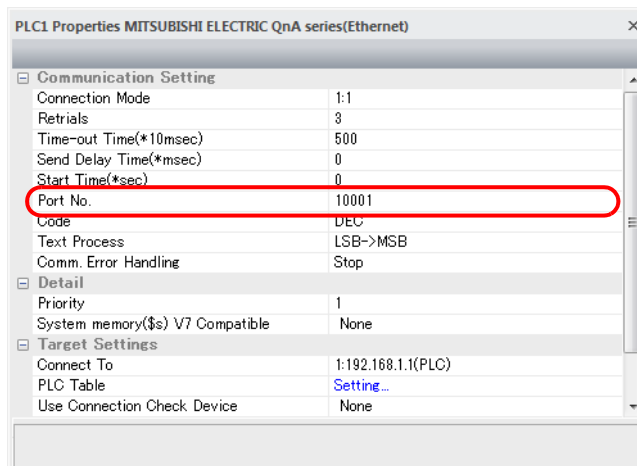 PLC1 Properties MITSUBISHI ELECTRIC QnA series(Ethernet)
Communication Setting
Connection Mode 1:1
Retrials 3
Time-out Time(*10msec) 500
Send Delay Time(*msec) 0
Start Time(*sec) 0
Port No. 10001
Code DEC
Text Process LSB->MSB
Comm. Error Handling Stop
Detail
Priority 1
System memory($s) V7 Compatible None
Target Settings
Connect To 1:192.168.1.1(PLC)
PLC Table Setting...
Use Connection Check Device None